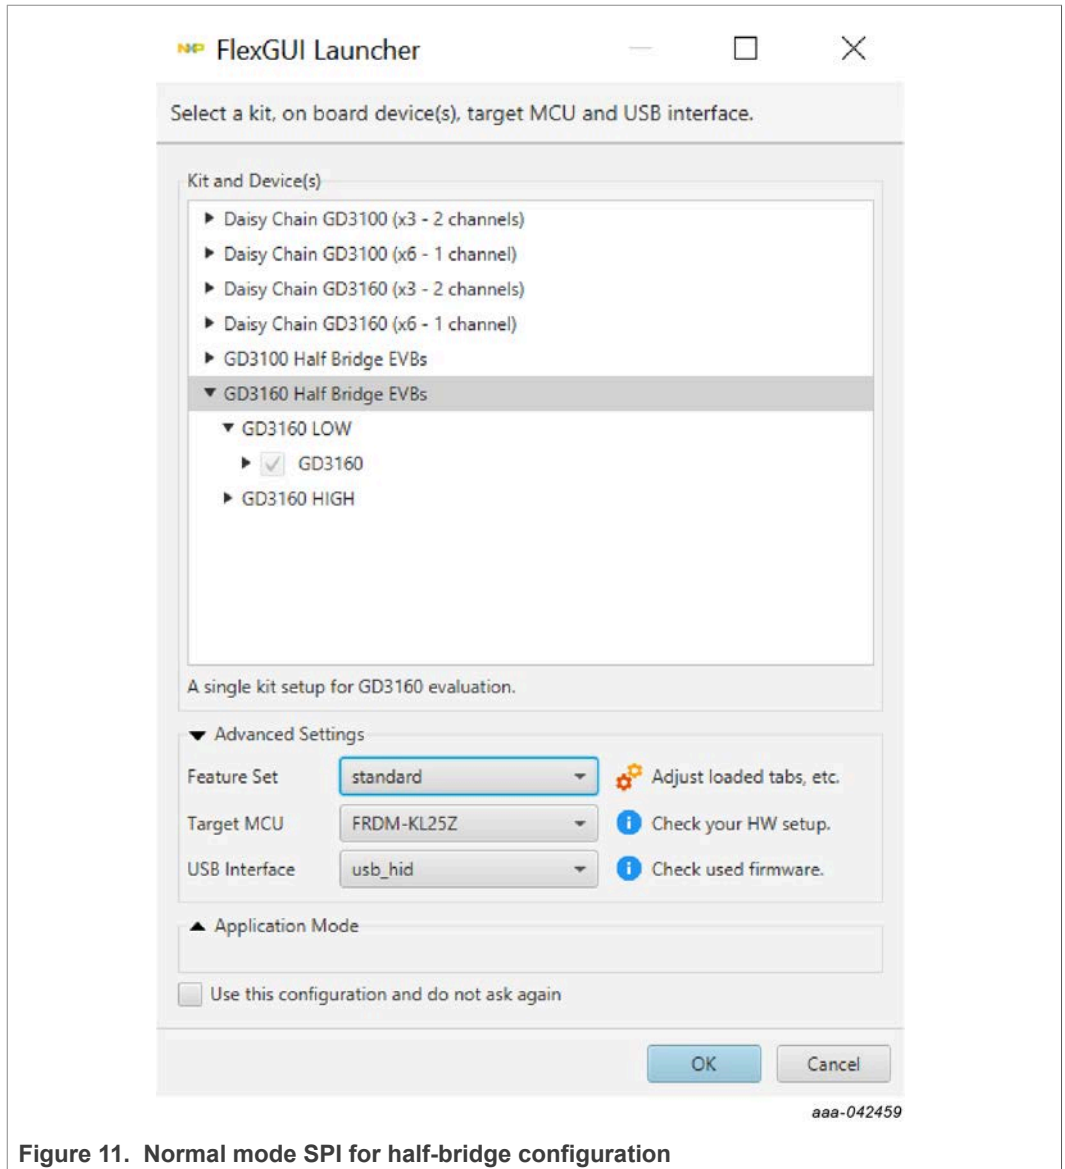 NXP FlexGUI Launcher
Select a kit, on board device(s), target MCU and USB interface.
Kit and Device(s)
Daisy Chain GD3100 (x3 - 2 channels)
Daisy Chain GD3100 (x6 - 1 channel)
Daisy Chain GD3160 (x3 - 2 channels)
Daisy Chain GD3160 (x6 - 1 channel)
GD3100 Half Bridge EVBs
GD3160 Half Bridge EVBs
GD3160 LOW
GD3160
GD3160 HIGH
A single kit setup for GD3160 evaluation.
Advanced Settings
Feature Set standard Adjust loaded tabs, etc.
Target MCU FRDM-KL25Z Check your HW setup.
USB Interface usb_hid Check used firmware.
Application Mode
Use this configuration and do not ask again
OK Cancel
aaa-042459
Figure 11. Normal mode SPI for half-bridge configuration